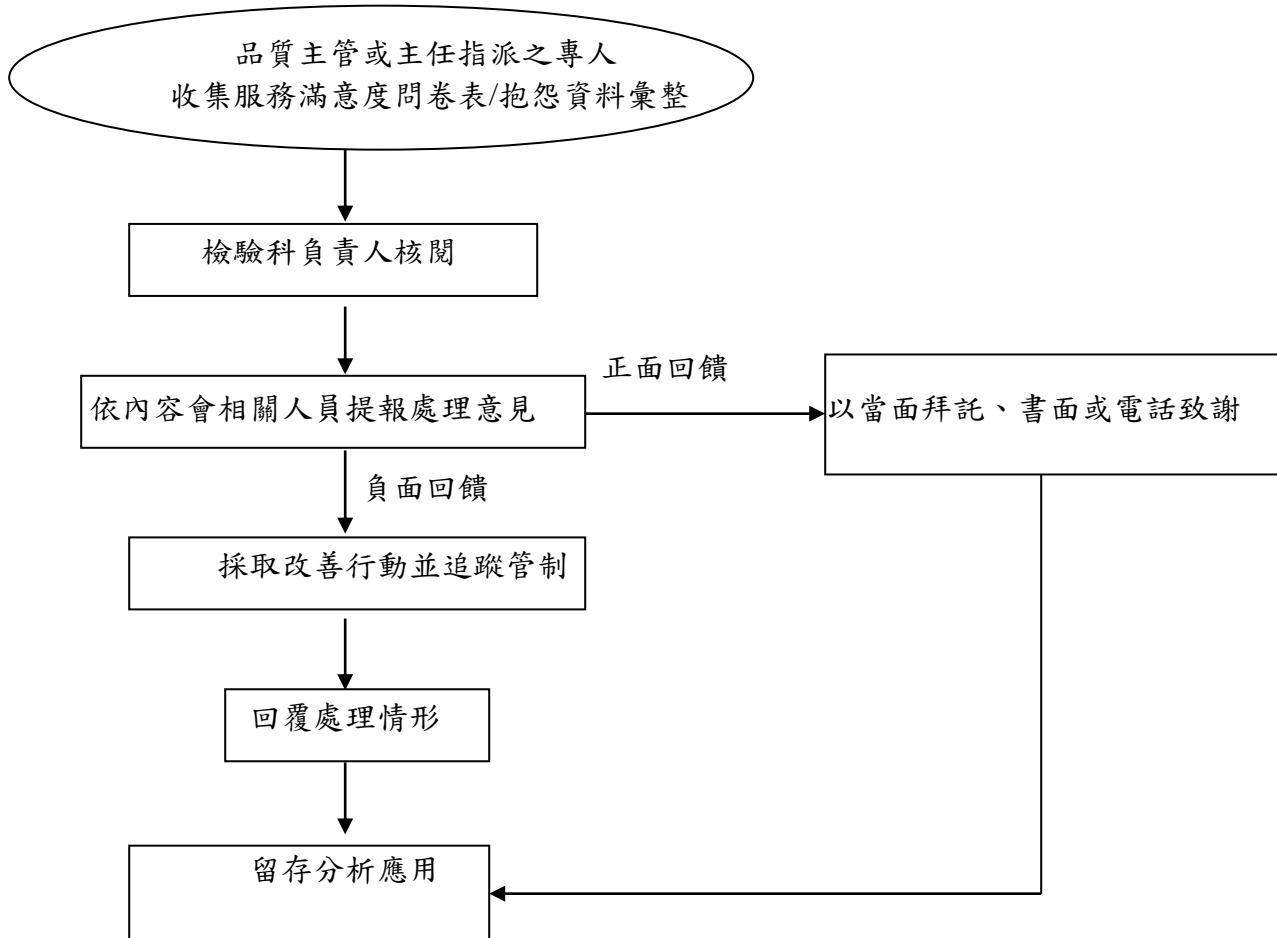 品質主管或主任指派之專人
收集服務滿意度問卷表/抱怨資料彙整
檢驗科負責人核閱
正面回饋
依內容會相關人員提報處理意見
以當面拜託、書面或電話致謝
負面回饋
採取改善行動並追蹤管制
回覆處理情形
留存分析應用